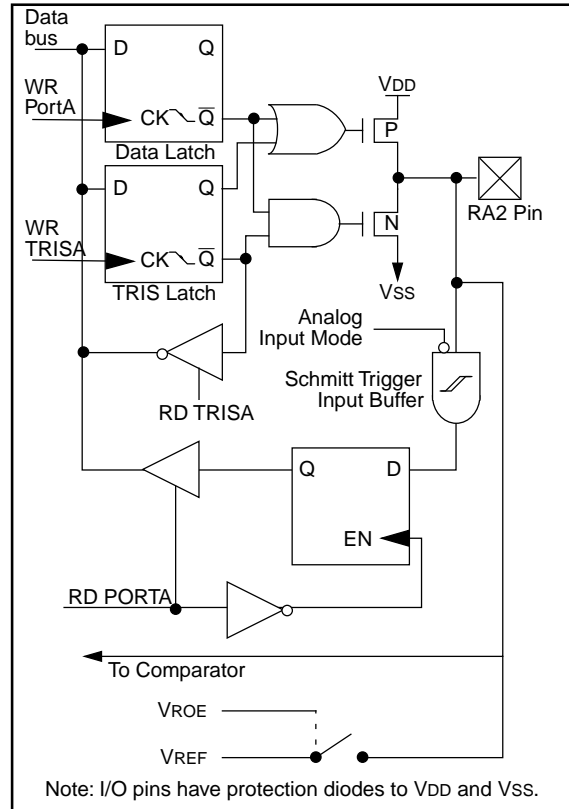 Data
bus
D Q
WR
PortA
CK Q
Data Latch
VDD
P
RA2 Pin
D Q
WR
TRISA
CK Q
TRIS Latch
N
VSS
Analog
Input Mode
Schmitt Trigger
Input Buffer
RD TRISA
Q D
EN
RD PORTA
To Comparator
VROE
VREF
Note: I/O pins have protection diodes to VDD and VSS.